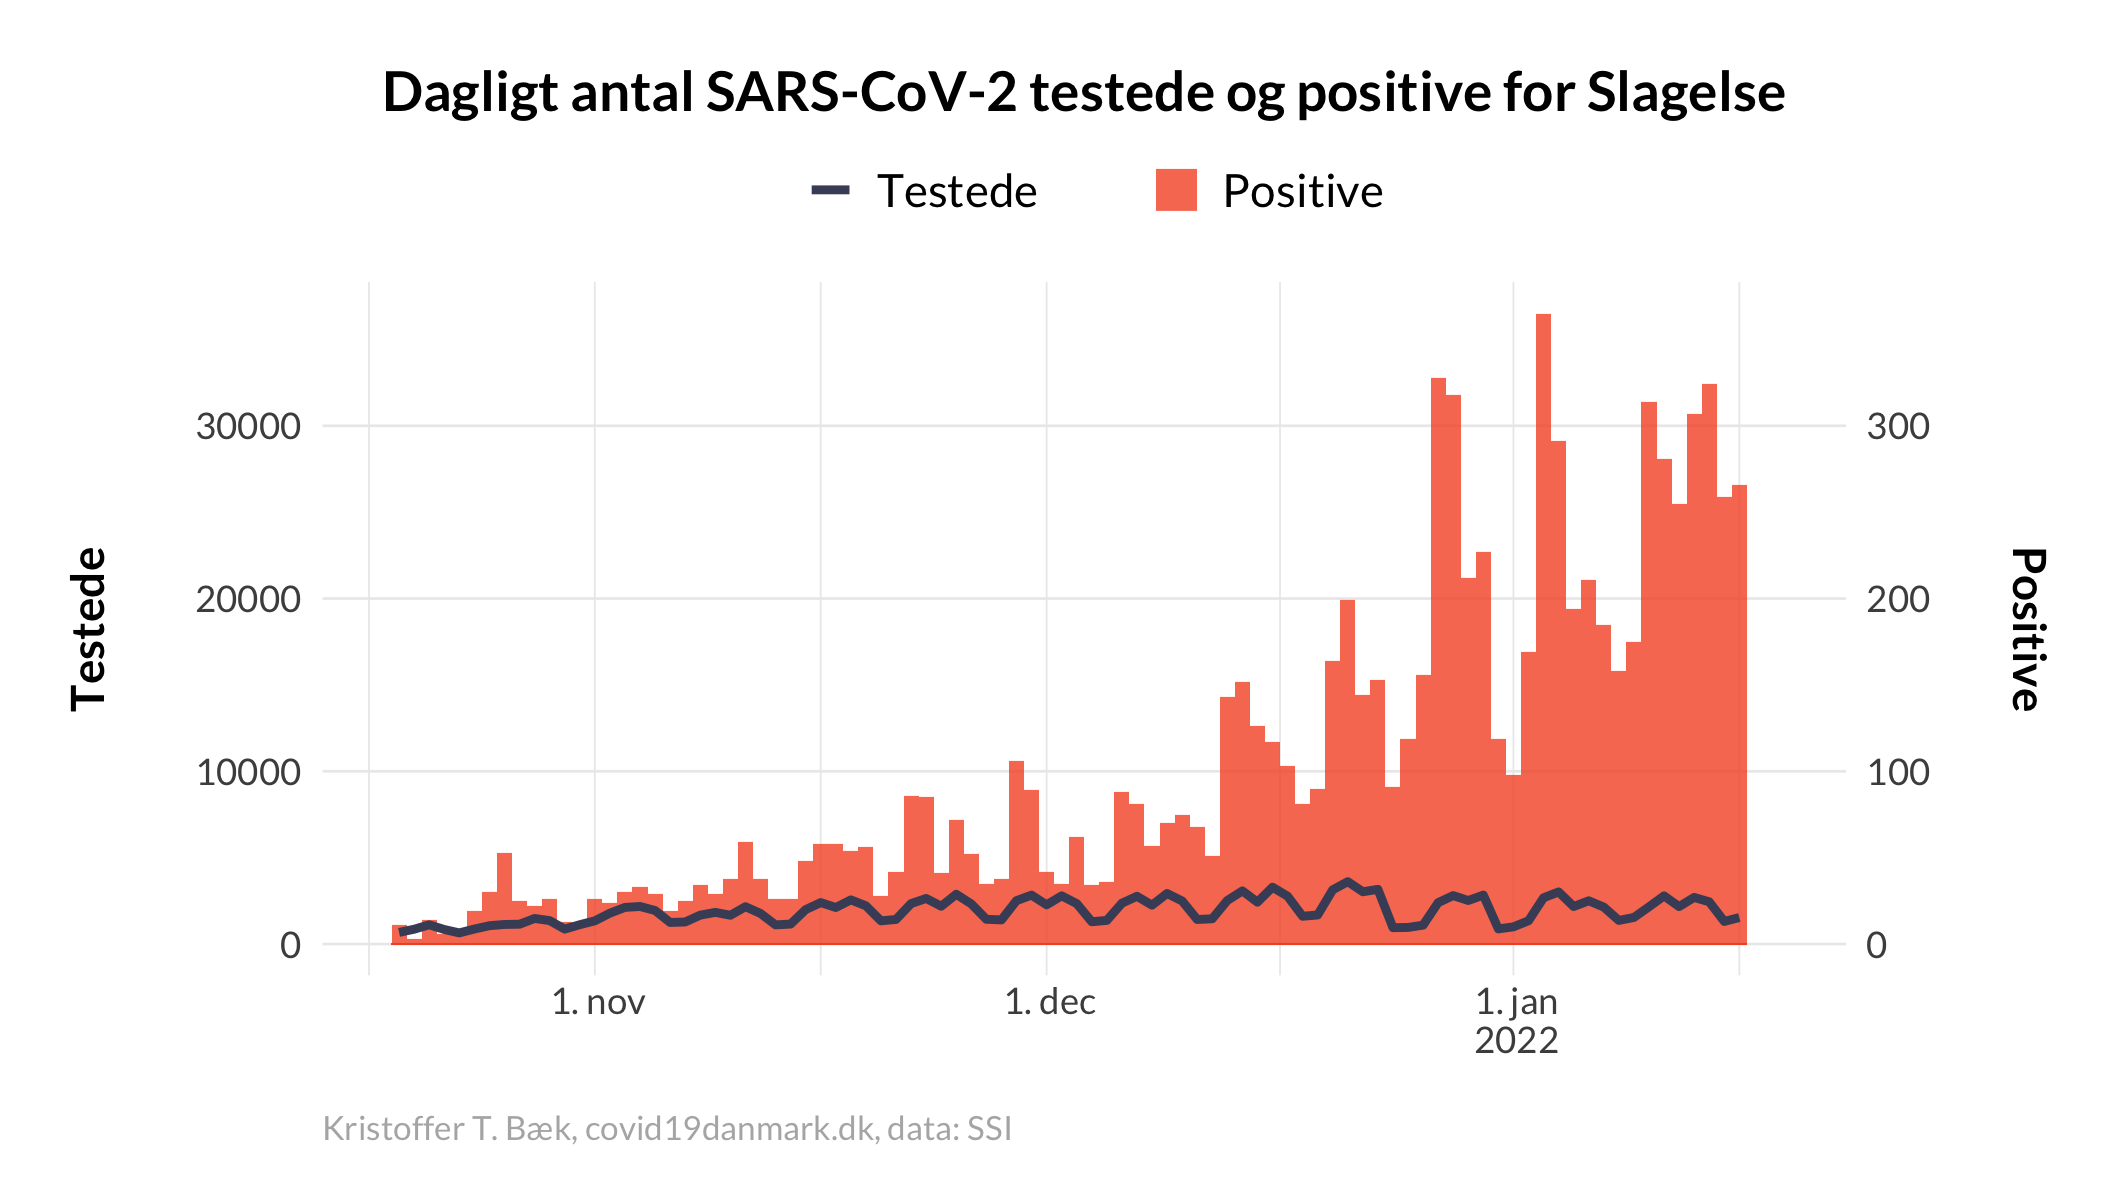 Dagligt antal SARS-CoV-2 testede og positive for Slagelse
Testede
Positive
Testede
30000
20000
10000
0
300
200
100
0
Positive
1. nov
1. dec
1. jan
2022
Kristoffer T. Bæk, covid19danmark.dk, data: SSI